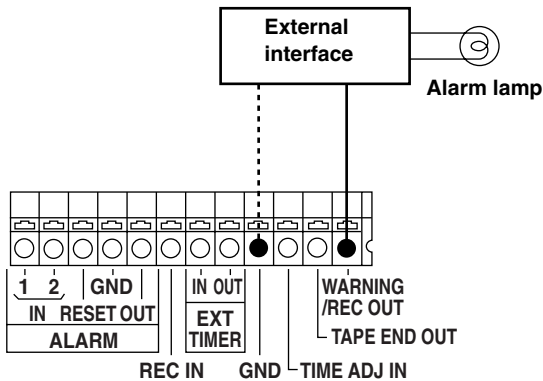 External
interface
Alarm lamp
1 2 GND IN OUT WARNING
/REC OUT
IN RESET OUT EXT
TIMER
ALARM TAPE END OUT
REC IN GND TIME ADJ IN